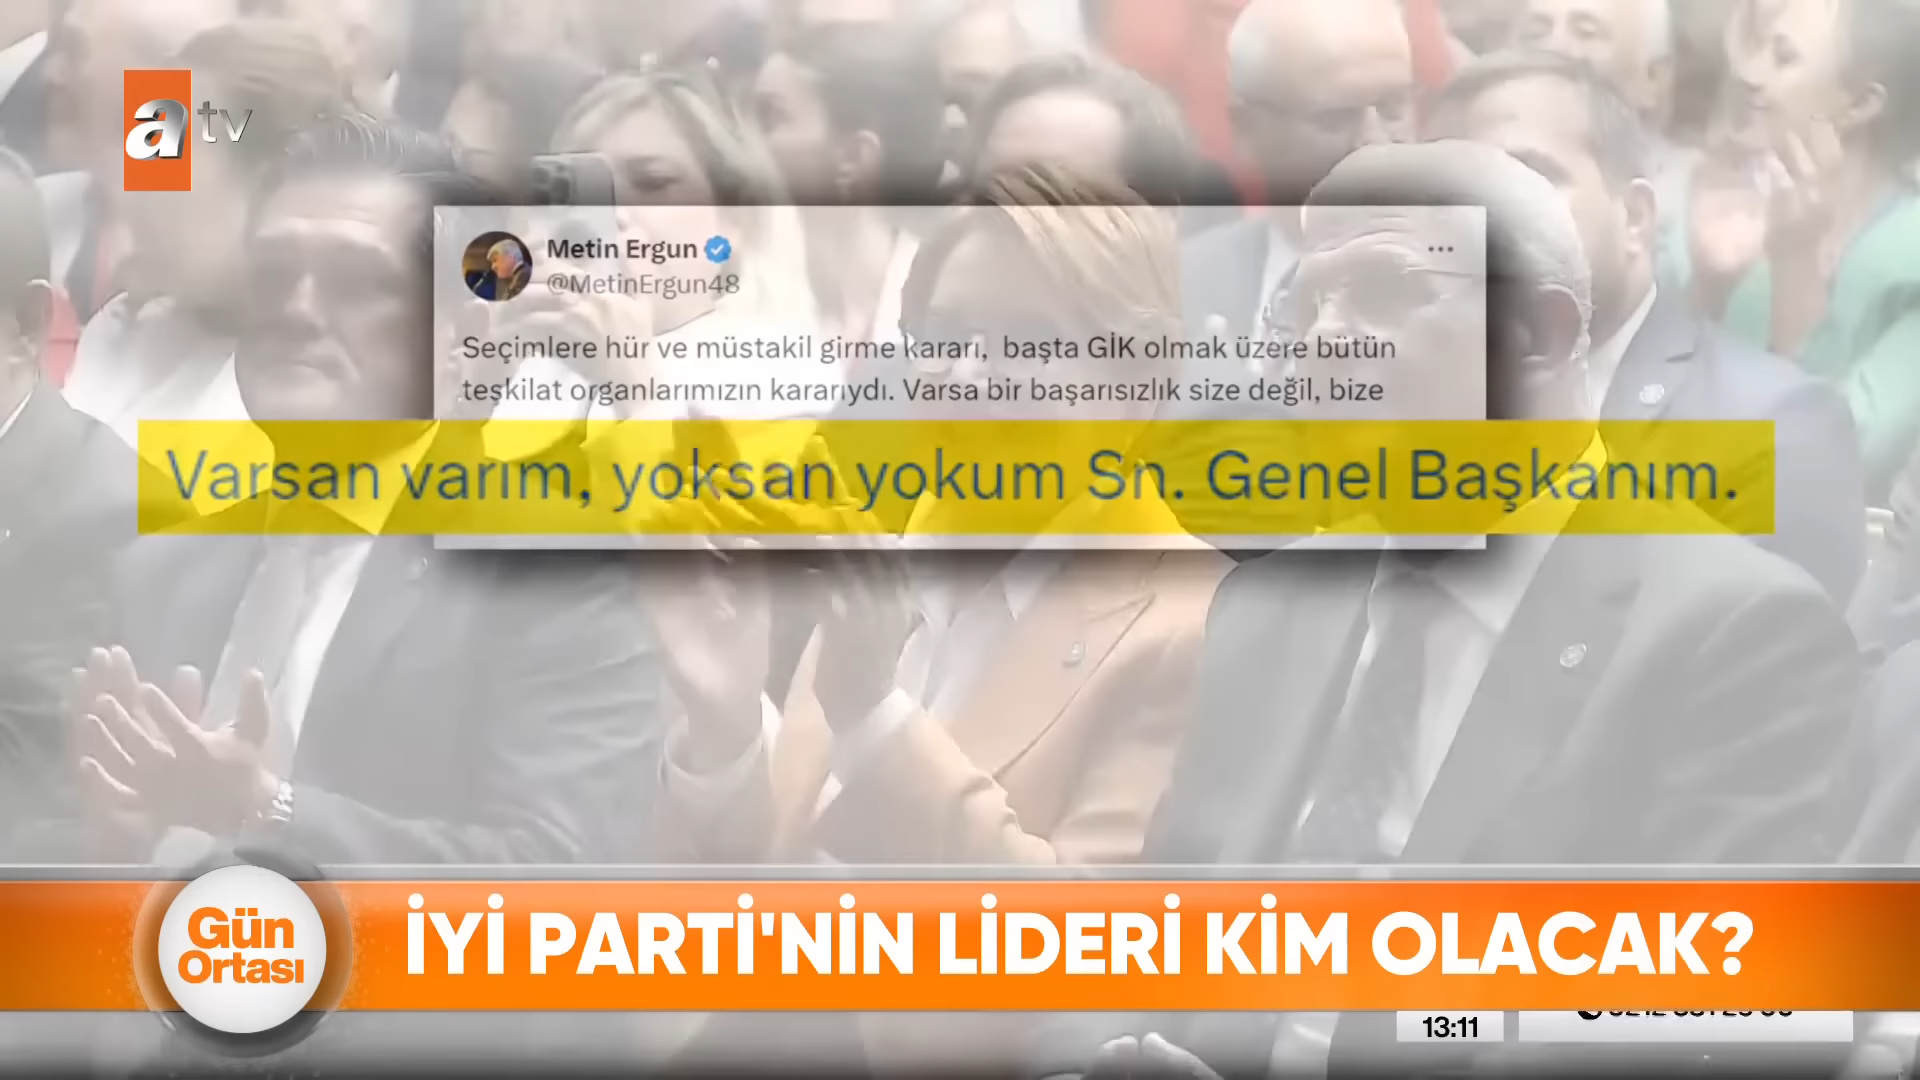 atv
Metin Ergun
@MetinErgun48
Seçimlere hür ve müstakil girme kararı, başta GİK olmak üzere bütün
teşkilat organlarımızın kararıydı. Varsa bir başarısızlık size değil, bize
Varsan varım, yoksan yokum Sn. Genel Başkanım.
Gün
Ortası
İYİ PARTİ'NİN LİDERİ KİM OLACAK?
13:11